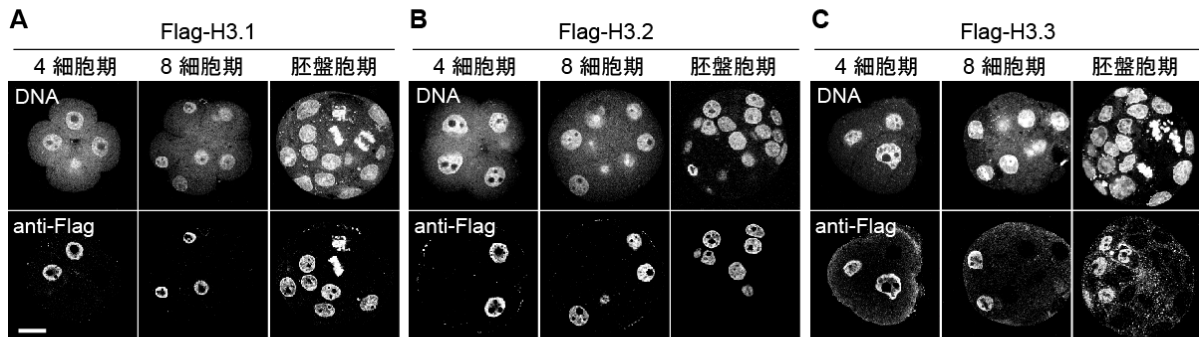 A
Flag-H3.1
4 細胞期 8 細胞期 胚盤胞期
DNA
anti-Flag
B
Flag-H3.2
4 細胞期 8 細胞期 胚盤胞期
DNA
anti-Flag
C
Flag-H3.3
4 細胞期 8 細胞期 胚盤胞期
DNA
anti-Flag